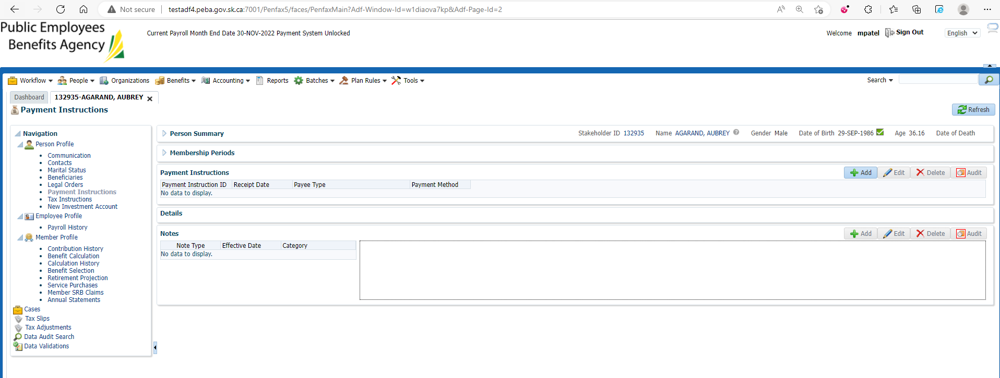 Not secure | testadf4.peba.gov.sk.ca:7001/Penfax5/faces/PenfaxMain?Adf-Window-Id=w1diaova7kp&Adf-Page-Id=2
Public Employees
Benefits Agency
Current Payroll Month End Date 30-NOV-2022 Payment System Unlocked
Welcome mpatel Sign Out English
Workflow People Organizations Benefits Accounting Reports Batches Plan Rules Tools Search
Dashboard 132935-AGARAND, AUBREY
Payment Instructions
Refresh
Navigation
Person Profile
Communication
Contacts
Marital Status
Beneficiaries
Legal Orders
Payment Instructions
Tax Instructions
New Investment Account
Employee Profile
Payroll History
Member Profile
Contribution History
Benefit Calculation
Calculation History
Benefit Selection
Retirement Projection
Service Purchases
Member SRB Claims
Annual Statements
Cases
Tax Slips
Tax Adjustments
Data Audit Search
Data Validations
Person Summary Stakeholder ID 132935 Name AGARAND, AUBREY Gender Male Date of Birth 29-SEP-1986 Age 36.16 Date of Death
Membership Periods
Payment Instructions Add Edit Delete Audit
Payment Instruction ID Receipt Date Payee Type Payment Method
No data to display.
Details
Notes Add Edit Delete Audit
Note Type Effective Date Category
No data to display.